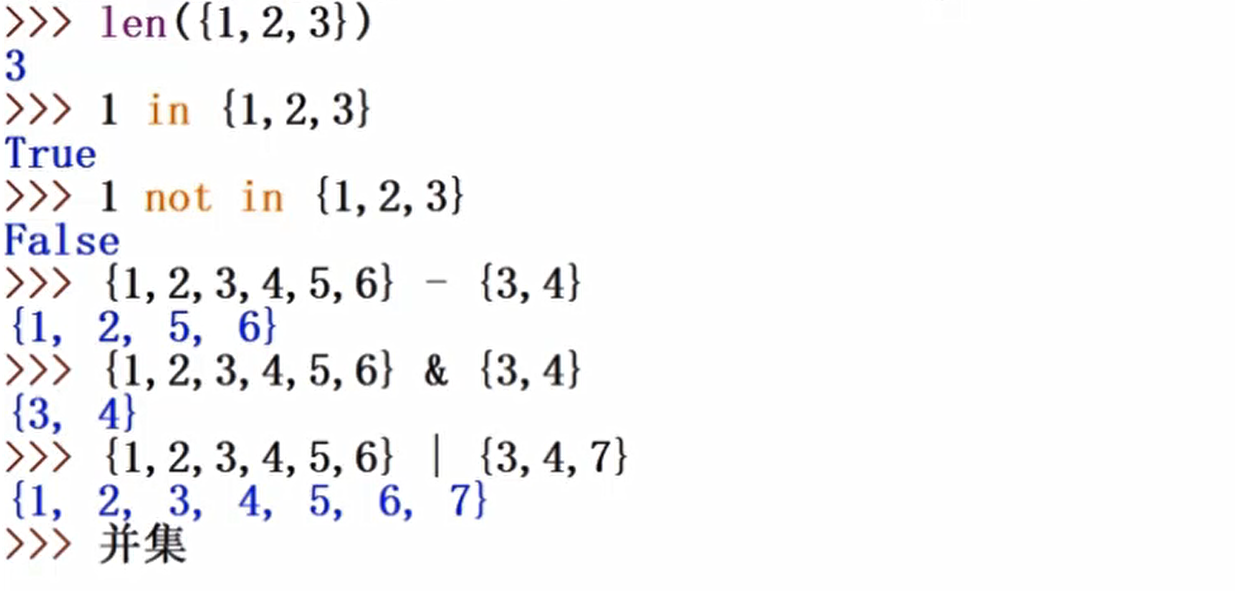 >>> len({1,2,3})
3
>>> 1 in {1,2,3}
True
>>> 1 not in {1,2,3}
False
>>> {1,2,3,4,5,6} - {3,4}
{1, 2, 5, 6}
>>> {1,2,3,4,5,6} & {3,4}
{3, 4}
>>> {1,2,3,4,5,6} | {3,4,7}
{1, 2, 3, 4, 5, 6, 7}
>>> 并集